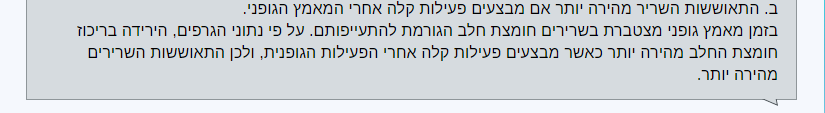 ב. התאוששות השריר מהירה יותר אם מבצעים פעילות קלה אחרי המאמץ הגופני.
בזמן מאמץ גופני מצטברת בשרירים חומצת חלב הגורמת להתעייפותם. על פי נתוני הגרפים, הירידה בריכוז
חומצת החלב מהירה יותר כאשר מבצעים פעילות קלה אחרי הפעילות הגופנית, ולכן התאוששות השרירים
מהירה יותר.